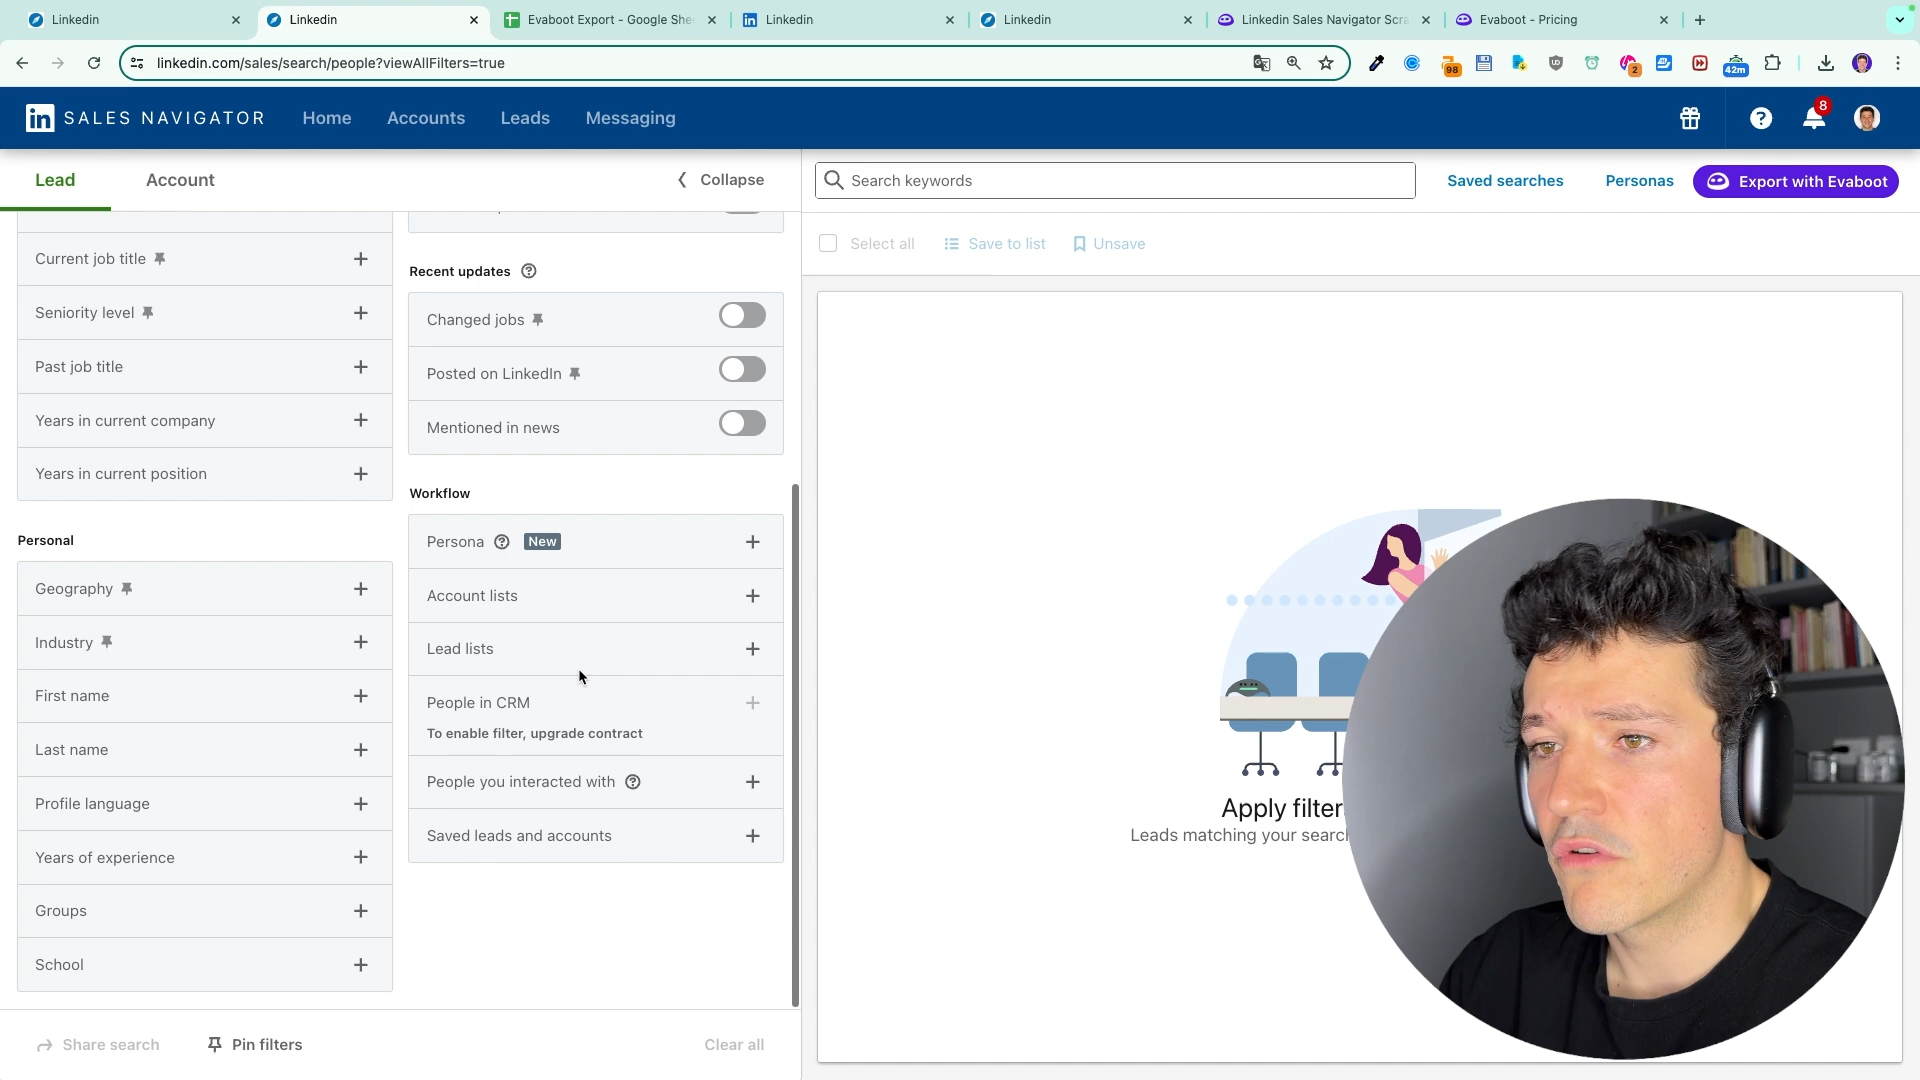 Linkedin
Linkedin
Evaboot Export - Google She
Linkedin
Linkedin
Linkedin Sales Navigator Scra
Evaboot - Pricing
linkedin.com/sales/search/people?viewAllFilters=true
98
2
42m
in SALES NAVIGATOR
Home
Accounts
Leads
Messaging
8
Lead
Account
Collapse
Search keywords
Saved searches
Personas
Export with Evaboot
Select all
Save to list
Unsave
Current job title
Seniority level
Past job title
Years in current company
Years in current position
Personal
Geography
Industry
First name
Last name
Profile language
Years of experience
Groups
School
Recent updates
Changed jobs
Posted on LinkedIn
Mentioned in news
Workflow
Persona New
Account lists
Lead lists
People in CRM
To enable filter, upgrade contract
People you interacted with
Saved leads and accounts
Apply filter
Leads matching your searc
Share search
Pin filters
Clear all